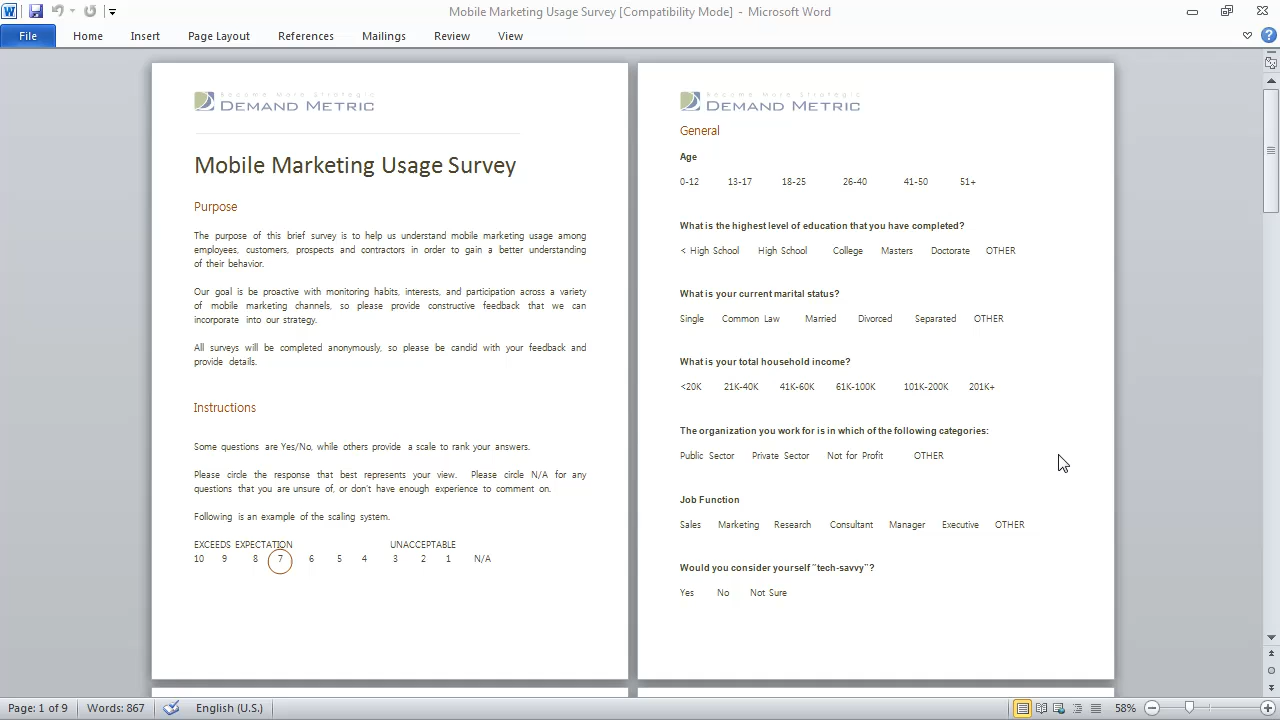 Mobile Marketing Usage Survey [Compatibility Mode] - Microsoft Word
File Home Insert Page Layout References Mailings Review View
Become More Strategic
DEMAND METRIC
Mobile Marketing Usage Survey
Purpose
The purpose of this brief survey is to help us understand mobile marketing usage among
employees, customers, prospects and contractors in order to gain a better understanding
of their behavior.
Our goal is be proactive with monitoring habits, interests, and participation across a variety
of mobile marketing channels, so please provide constructive feedback that we can
incorporate into our strategy.
All surveys will be completed anonymously, so please be candid with your feedback and
provide details.
Instructions
Some questions are Yes/No, while others provide a scale to rank your answers.
Please circle the response that best represents your view. Please circle N/A for any
questions that you are unsure of, or don't have enough experience to comment on.
Following is an example of the scaling system.
EXCEEDS EXPECTATION UNACCEPTABLE
10 9 8 7 6 5 4 3 2 1 N/A
Become More Strategic
DEMAND METRIC
General
Age
0-12 13-17 18-25 26-40 41-50 51+
What is the highest level of education that you have completed?
< High School High School College Masters Doctorate OTHER
What is your current marital status?
Single Common Law Married Divorced Separated OTHER
What is your total household income?
<20K 21K-40K 41K-60K 61K-100K 101K-200K 201K+
The organization you work for is in which of the following categories:
Public Sector Private Sector Not for Profit OTHER
Job Function
Sales Marketing Research Consultant Manager Executive OTHER
Would you consider yourself "tech-savvy"?
Yes No Not Sure
Page: 1 of 9 Words: 867 English (U.S.) 58%